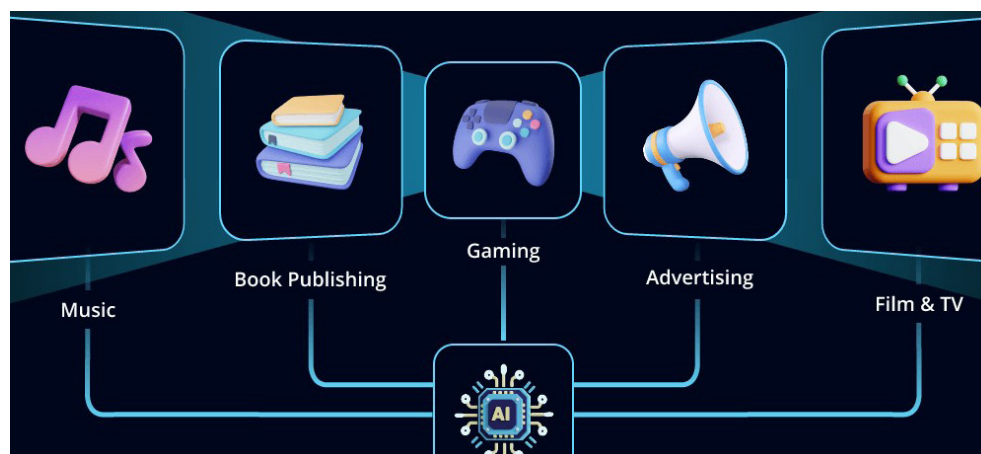 Music
Book Publishing
Gaming
Advertising
Film & TV
AI